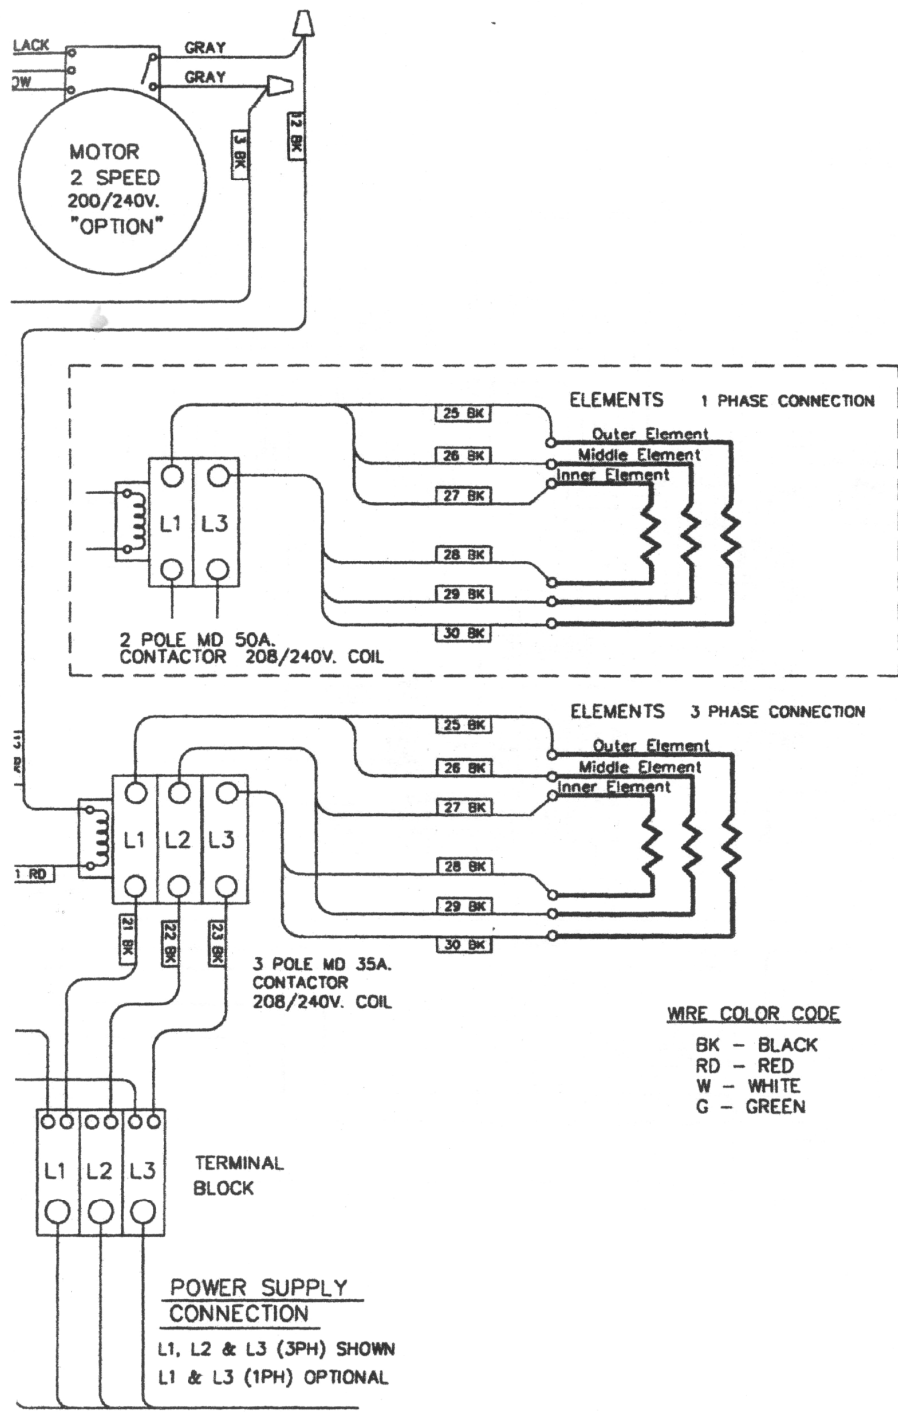 LACK
GRAY
OW
GRAY
3 BK
12 BK
MOTOR
2 SPEED
200/240V.
"OPTION"
ELEMENTS 1 PHASE CONNECTION
25 BK
Outer Element
26 BK
Middle Element
Inner Element
27 BK
L1 L3
28 BK
29 BK
30 BK
2 POLE MD 50A.
CONTACTOR 208/240V. COIL
ELEMENTS 3 PHASE CONNECTION
25 BK
Outer Element
26 BK
Middle Element
Inner Element
27 BK
L1 L2 L3
28 BK
1 RD
29 BK
30 BK
21 BK
22 BK
23 BK
3 POLE MD 35A.
CONTACTOR
208/240V. COIL
WIRE COLOR CODE
BK – BLACK
RD – RED
W – WHITE
G – GREEN
L1 L2 L3
TERMINAL
BLOCK
POWER SUPPLY
CONNECTION
L1, L2 & L3 (3PH) SHOWN
L1 & L3 (1PH) OPTIONAL